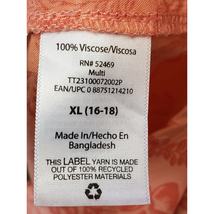 100% Viscose/Viscosa
RN# 52469
Multi
TT23100072002P
EAN/UPC 0 88751214210
XL (16-18)
Made In/Hecho En
Bangladesh
This LABEL YARN IS MADE
OUT OF 100% RECYCLED
POLYESTER MATERIALS